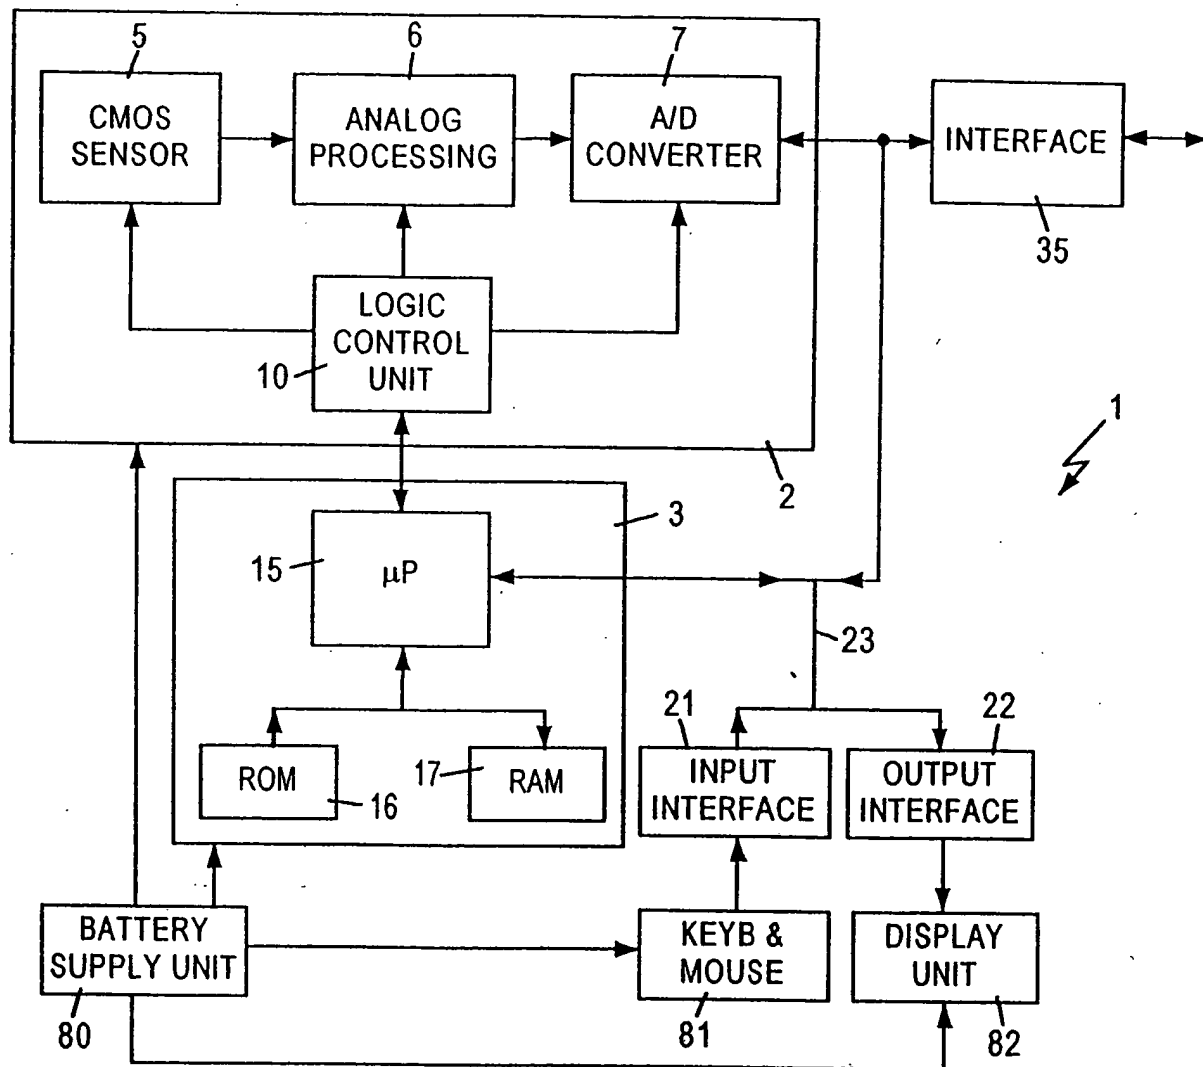 5
6
7
CMOS
SENSOR
ANALOG
PROCESSING
A/D
CONVERTER
INTERFACE
35
LOGIC
CONTROL
UNIT
10
1
2
3
15
μP
23
21
22
ROM
16
17
RAM
INPUT
INTERFACE
OUTPUT
INTERFACE
BATTERY
SUPPLY UNIT
80
KEYB &
MOUSE
81
DISPLAY
UNIT
82